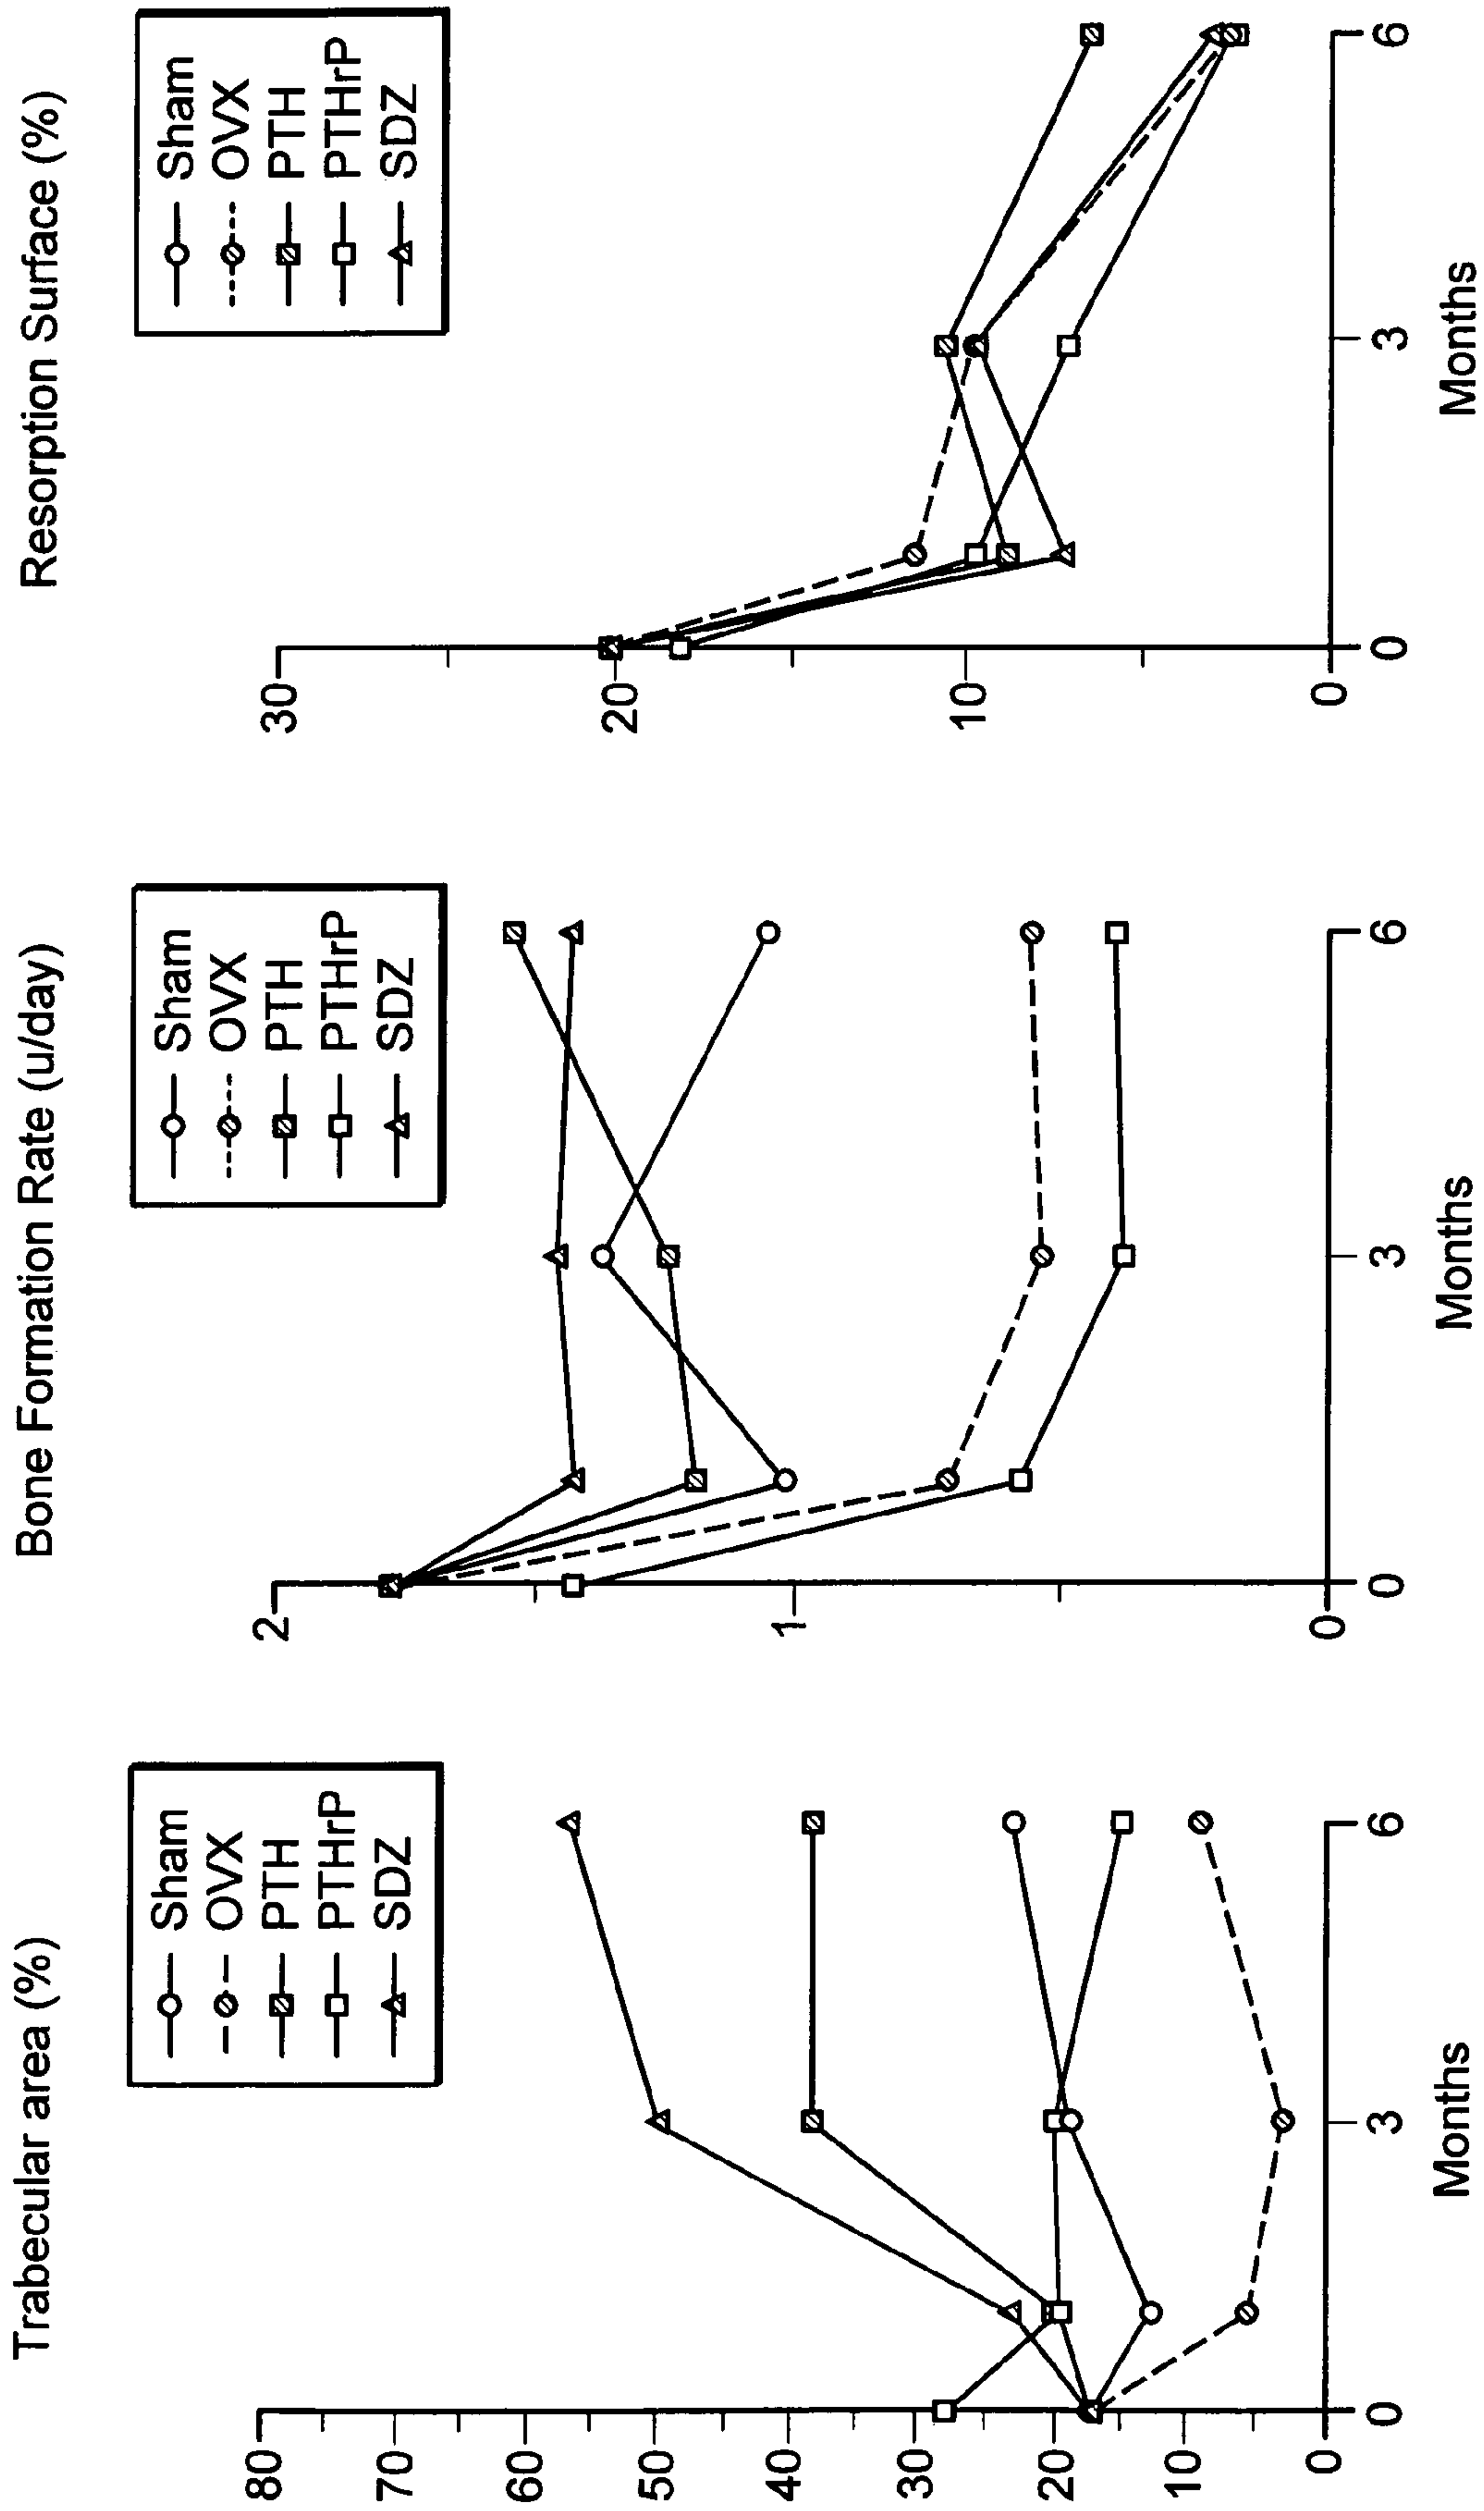 Trabecular area (%)
Sham
OVX
PTH
PTHrP
SDZ
80
70
60
50
40
30
20
10
0
0
3
6
Months
Bone Formation Rate (u/day)
Sham
OVX
PTH
PTHrP
SDZ
2
1
0
0
3
6
Months
Resorption Surface (%)
Sham
OVX
PTH
PTHrP
SDZ
30
20
10
0
0
3
6
Months